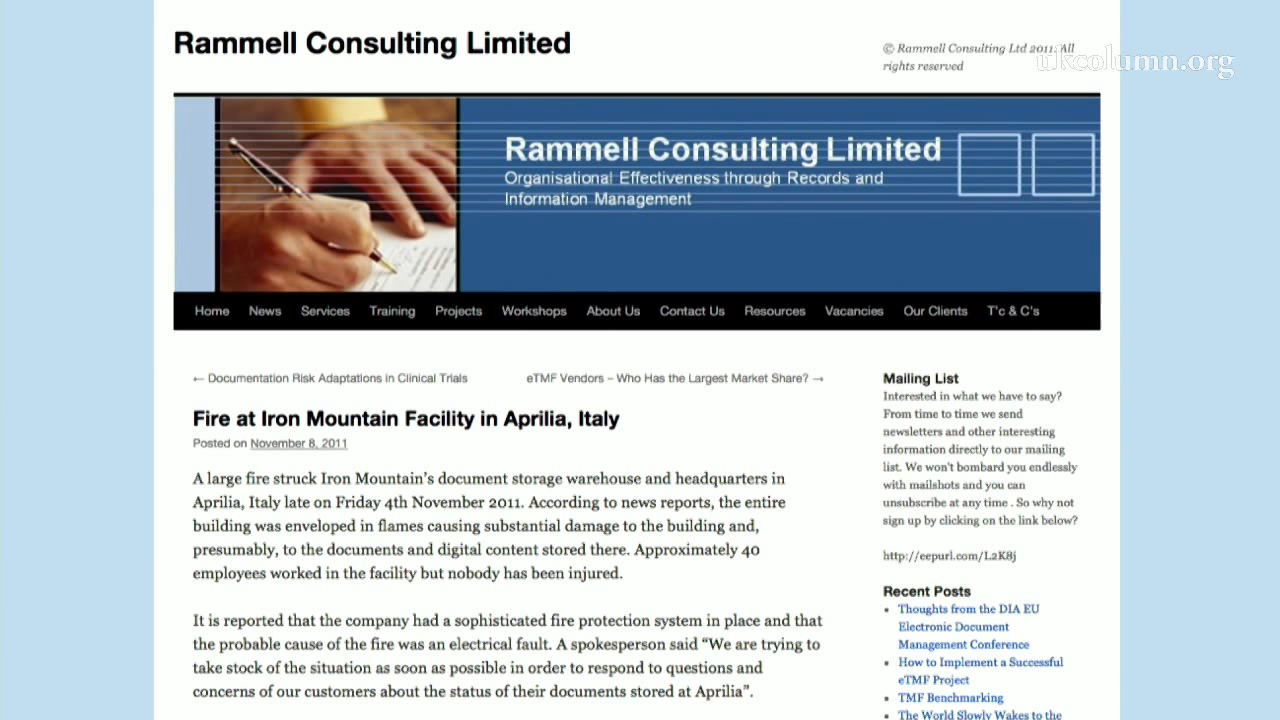 Rammell Consulting Limited
© Rammell Consulting Ltd 2011. All
rights reserved
ukcolumn.org
Rammell Consulting Limited
Organisational Effectiveness through Records and
Information Management
Home News Services Training Projects Workshops About Us Contact Us Resources Vacancies Our Clients T'c & C's
← Documentation Risk Adaptations in Clinical Trials
eTMF Vendors – Who Has the Largest Market Share? →
Fire at Iron Mountain Facility in Aprilia, Italy
Posted on November 8, 2011
A large fire struck Iron Mountain's document storage warehouse and headquarters in
Aprilia, Italy late on Friday 4th November 2011. According to news reports, the entire
building was enveloped in flames causing substantial damage to the building and,
presumably, to the documents and digital content stored there. Approximately 40
employees worked in the facility but nobody has been injured.
It is reported that the company had a sophisticated fire protection system in place and that
the probable cause of the fire was an electrical fault. A spokesperson said “We are trying to
take stock of the situation as soon as possible in order to respond to questions and
concerns of our customers about the status of their documents stored at Aprilia”.
Mailing List
Interested in what we have to say?
From time to time we send
newsletters and other interesting
information directly to our mailing
list. We won't bombard you endlessly
with mailshots and you can
unsubscribe at any time . So why not
sign up by clicking on the link below?
http://eepurl.com/L2K8j
Recent Posts
Thoughts from the DIA EU
Electronic Document
Management Conference
How to Implement a Successful
eTMF Project
TMF Benchmarking
The World Slowly Wakes to the